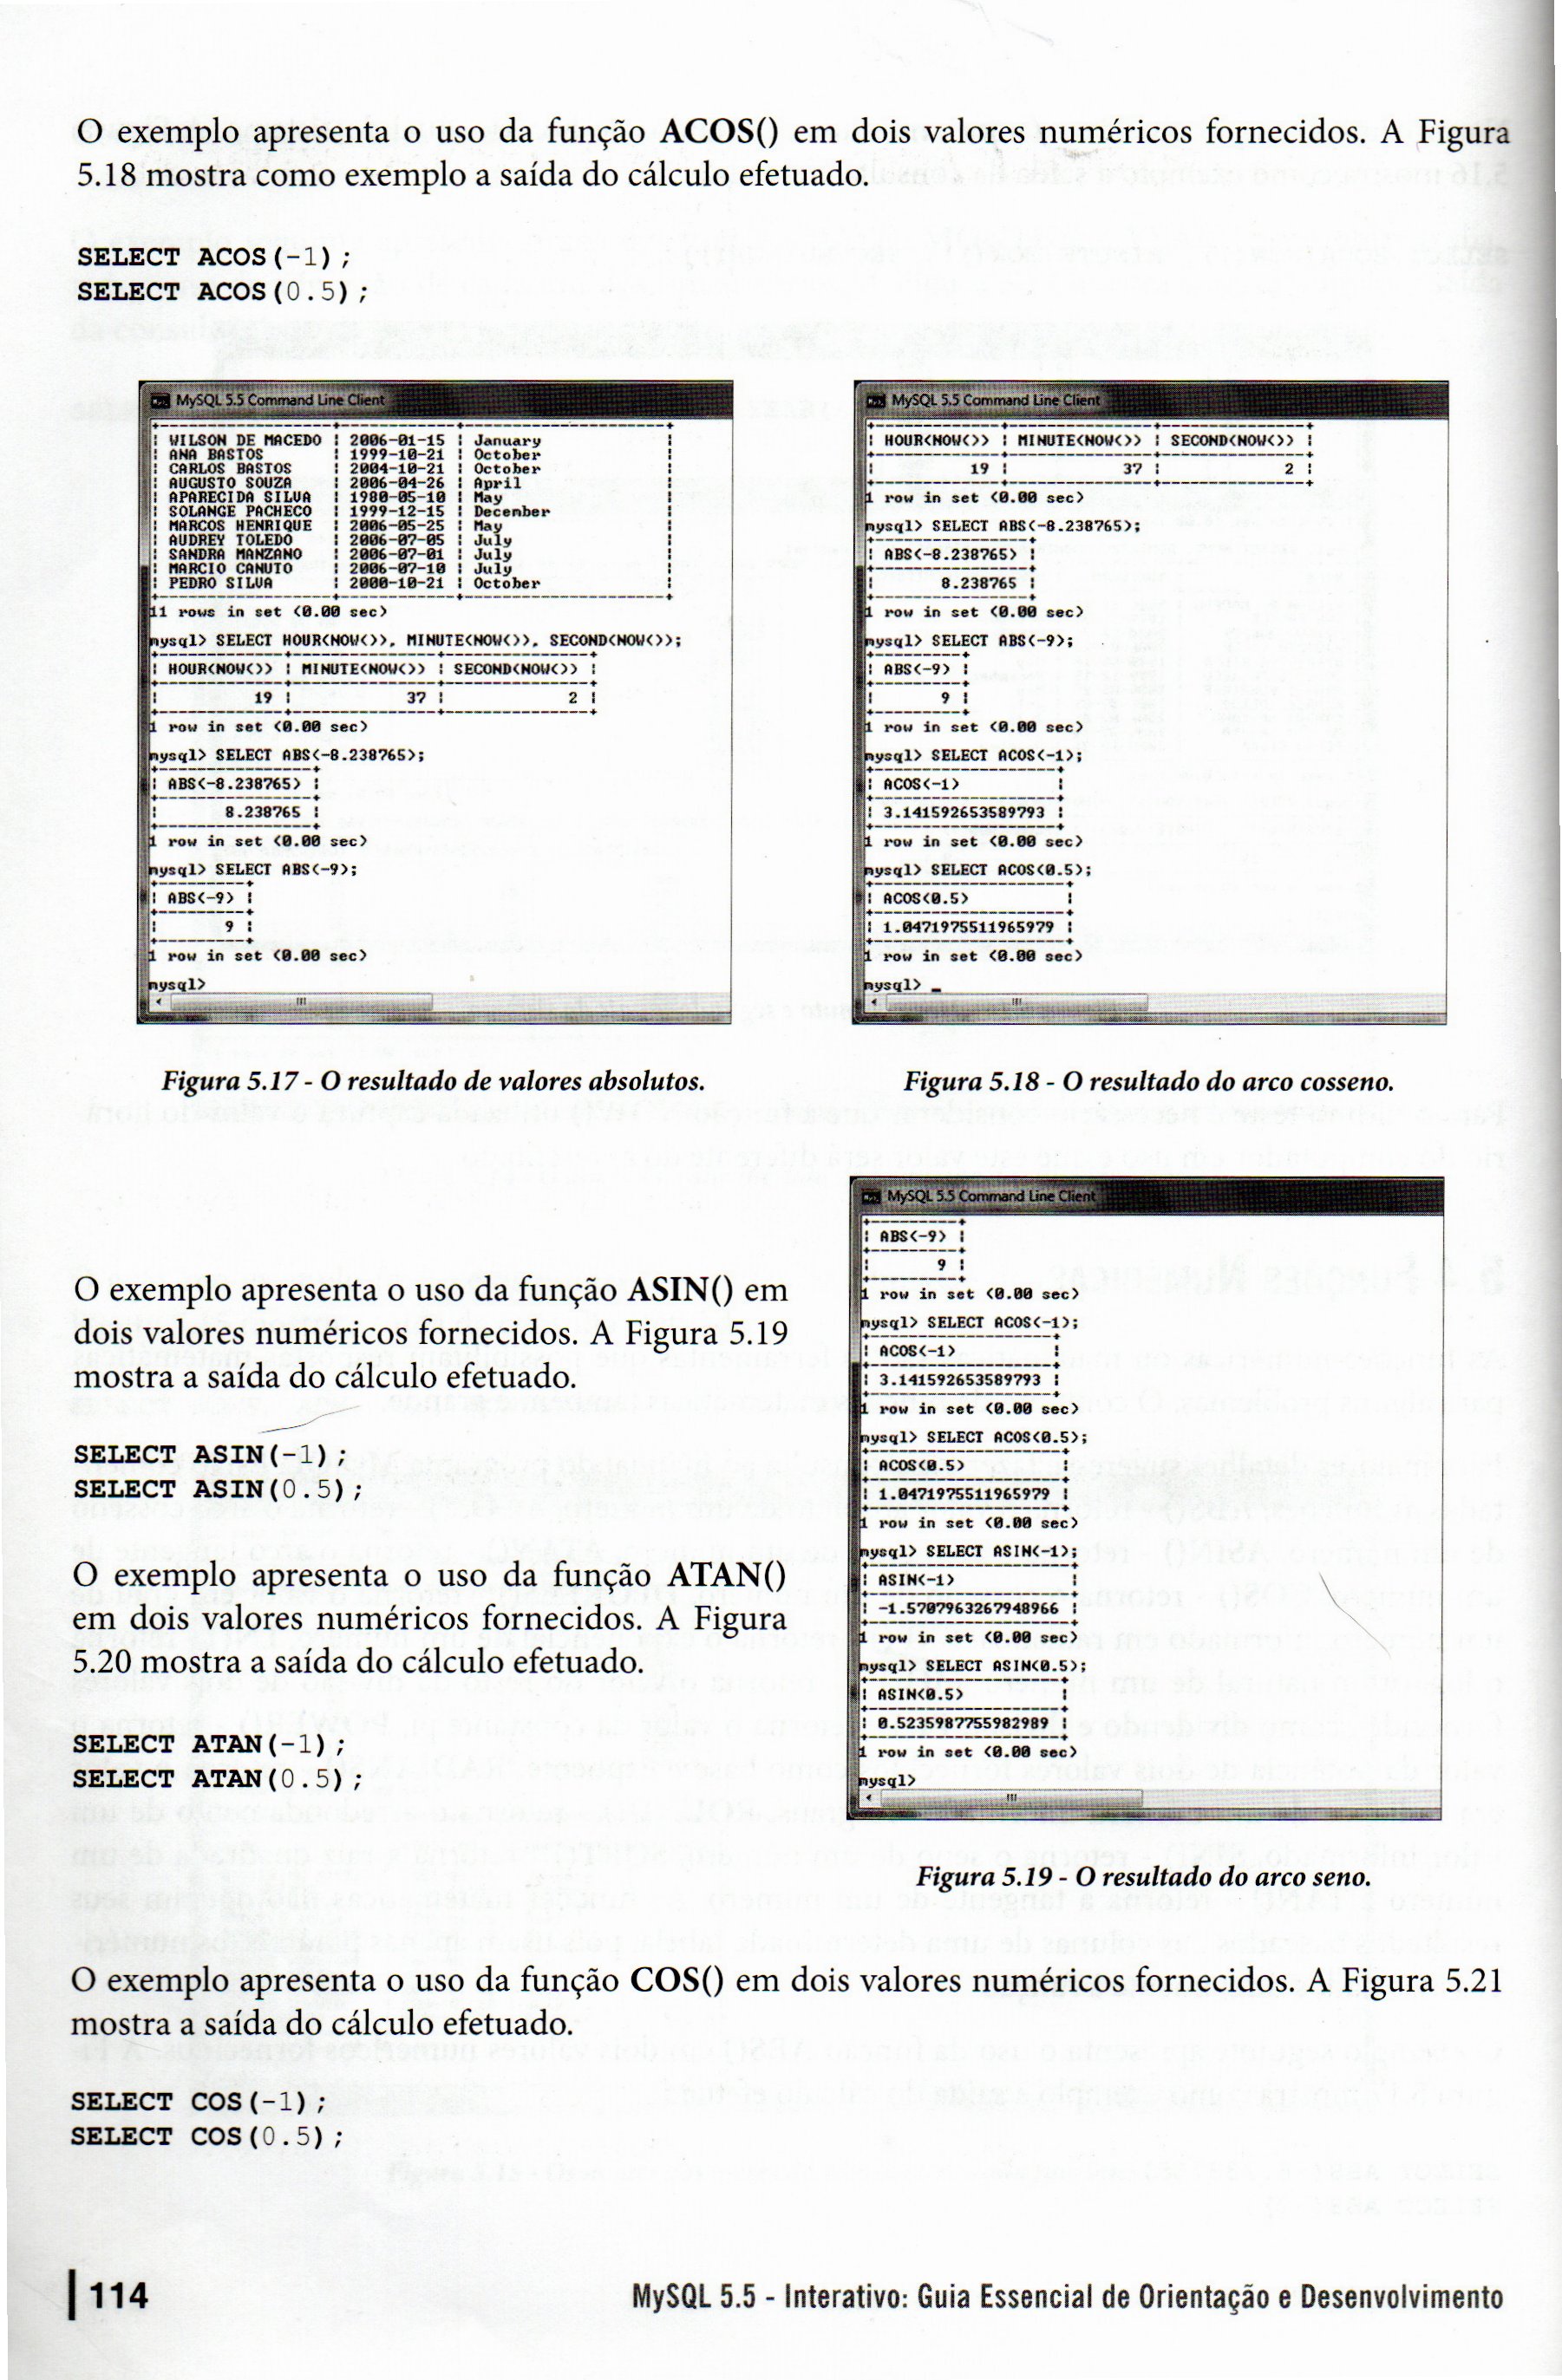 O exemplo apresenta o uso da função ACOS() em dois valores numéricos fornecidos. A Figura
5.18 mostra como exemplo a saída do cálculo efetuado.
SELECT ACOS(-1);
SELECT ACOS(0.5);
MySQL 5.5 Command Line Client
+-------------------+------------+---------------------+
| WILSON DE MACEDO | 2006-01-15 | January |
| ANA BASTOS | 1999-10-21 | October |
| CARLOS BASTOS | 2004-10-21 | October |
| AUGUSTO SOUZA | 2006-04-26 | April |
| APARECIDA SILVA | 1980-05-10 | May |
| SOLANGE PACHECO | 1999-12-15 | December |
| MARCOS HENRIQUE | 2006-05-25 | May |
| AUDREY TOLEDO | 2006-07-05 | July |
| SANDRA MANZANO | 2006-07-01 | July |
| MARCIO CANUTO | 2006-07-10 | July |
| PEDRO SILVA | 2000-10-21 | October |
+-------------------+------------+---------------------+
11 rows in set (0.00 sec)
mysql> SELECT HOUR(NOW()), MINUTE(NOW()), SECOND(NOW());
+-------------+---------------+---------------+
| HOUR(NOW()) | MINUTE(NOW()) | SECOND(NOW()) |
+-------------+---------------+---------------+
| 19 | 37 | 2 |
+-------------+---------------+---------------+
1 row in set (0.00 sec)
mysql> SELECT ABS(-8.238765);
+----------------+
| ABS(-8.238765) |
+----------------+
| 8.238765 |
+----------------+
1 row in set (0.00 sec)
mysql> SELECT ABS(-9);
+---------+
| ABS(-9) |
+---------+
| 9 |
+---------+
1 row in set (0.00 sec)
mysql>
Figura 5.17 - O resultado de valores absolutos.
MySQL 5.5 Command Line Client
+-------------+---------------+---------------+
| HOUR(NOW()) | MINUTE(NOW()) | SECOND(NOW()) |
+-------------+---------------+---------------+
| 19 | 37 | 2 |
+-------------+---------------+---------------+
1 row in set (0.00 sec)
mysql> SELECT ABS(-8.238765);
+----------------+
| ABS(-8.238765) |
+----------------+
| 8.238765 |
+----------------+
1 row in set (0.00 sec)
mysql> SELECT ABS(-9);
+---------+
| ABS(-9) |
+---------+
| 9 |
+---------+
1 row in set (0.00 sec)
mysql> SELECT ACOS(-1);
+-------------------+
| ACOS(-1) |
+-------------------+
| 3.141592653589793 |
+-------------------+
1 row in set (0.00 sec)
mysql> SELECT ACOS(0.5);
+--------------------+
| ACOS(0.5) |
+--------------------+
| 1.0471975511965979 |
+--------------------+
1 row in set (0.00 sec)
mysql> _
Figura 5.18 - O resultado do arco cosseno.
O exemplo apresenta o uso da função ASIN() em
dois valores numéricos fornecidos. A Figura 5.19
mostra a saída do cálculo efetuado.
SELECT ASIN(-1);
SELECT ASIN(0.5);
O exemplo apresenta o uso da função ATAN()
em dois valores numéricos fornecidos. A Figura
5.20 mostra a saída do cálculo efetuado.
SELECT ATAN(-1);
SELECT ATAN(0.5);
MySQL 5.5 Command Line Client
+---------+
| ABS(-9) |
+---------+
| 9 |
+---------+
1 row in set (0.00 sec)
mysql> SELECT ACOS(-1);
+-------------------+
| ACOS(-1) |
+-------------------+
| 3.141592653589793 |
+-------------------+
1 row in set (0.00 sec)
mysql> SELECT ACOS(0.5);
+--------------------+
| ACOS(0.5) |
+--------------------+
| 1.0471975511965979 |
+--------------------+
1 row in set (0.00 sec)
mysql> SELECT ASIN(-1);
+---------------------+
| ASIN(-1) |
+---------------------+
| -1.5707963267948966 |
+---------------------+
1 row in set (0.00 sec)
mysql> SELECT ASIN(0.5);
+--------------------+
| ASIN(0.5) |
+--------------------+
| 0.5235987755982989 |
+--------------------+
1 row in set (0.00 sec)
mysql>
Figura 5.19 - O resultado do arco seno.
O exemplo apresenta o uso da função COS() em dois valores numéricos fornecidos. A Figura 5.21
mostra a saída do cálculo efetuado.
SELECT COS(-1);
SELECT COS(0.5);
114 MySQL 5.5 - Interativo: Guia Essencial de Orientação e Desenvolvimento